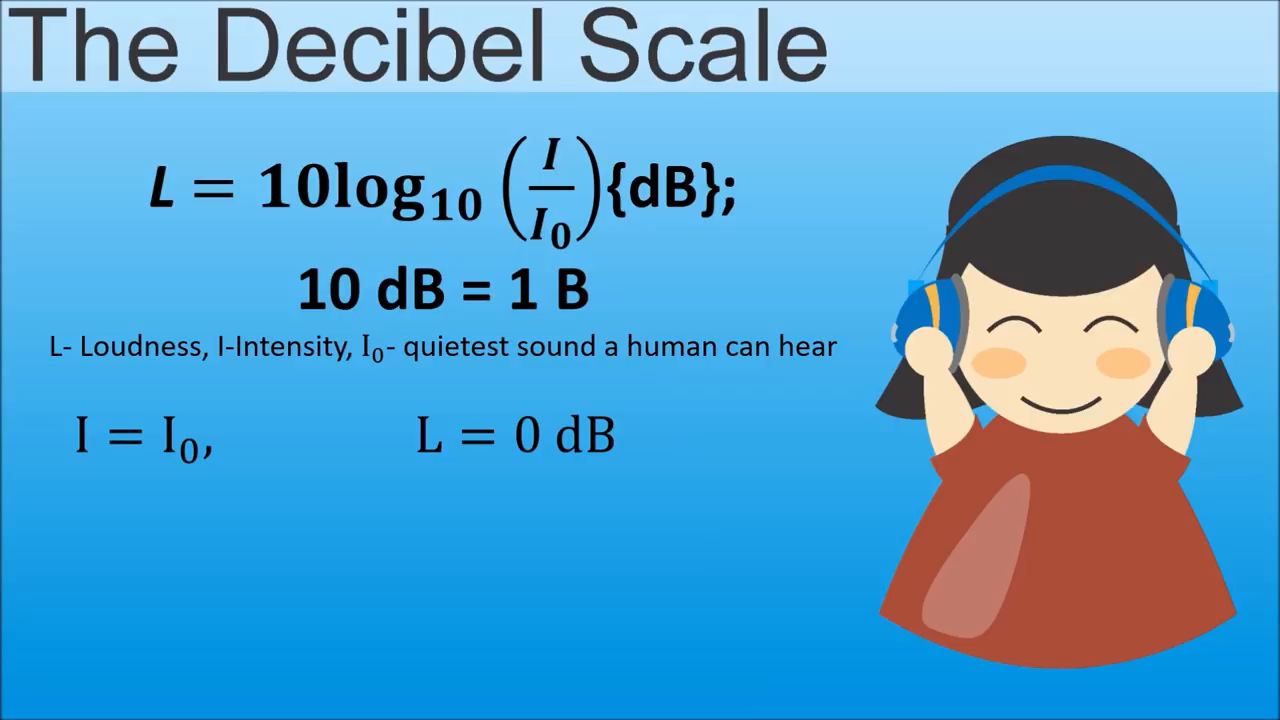 The Decibel Scale
L = 10log₁₀ (I/I₀){dB};
10 dB = 1 B
L- Loudness, I-Intensity, I₀- quietest sound a human can hear
I = I₀, L = 0 dB